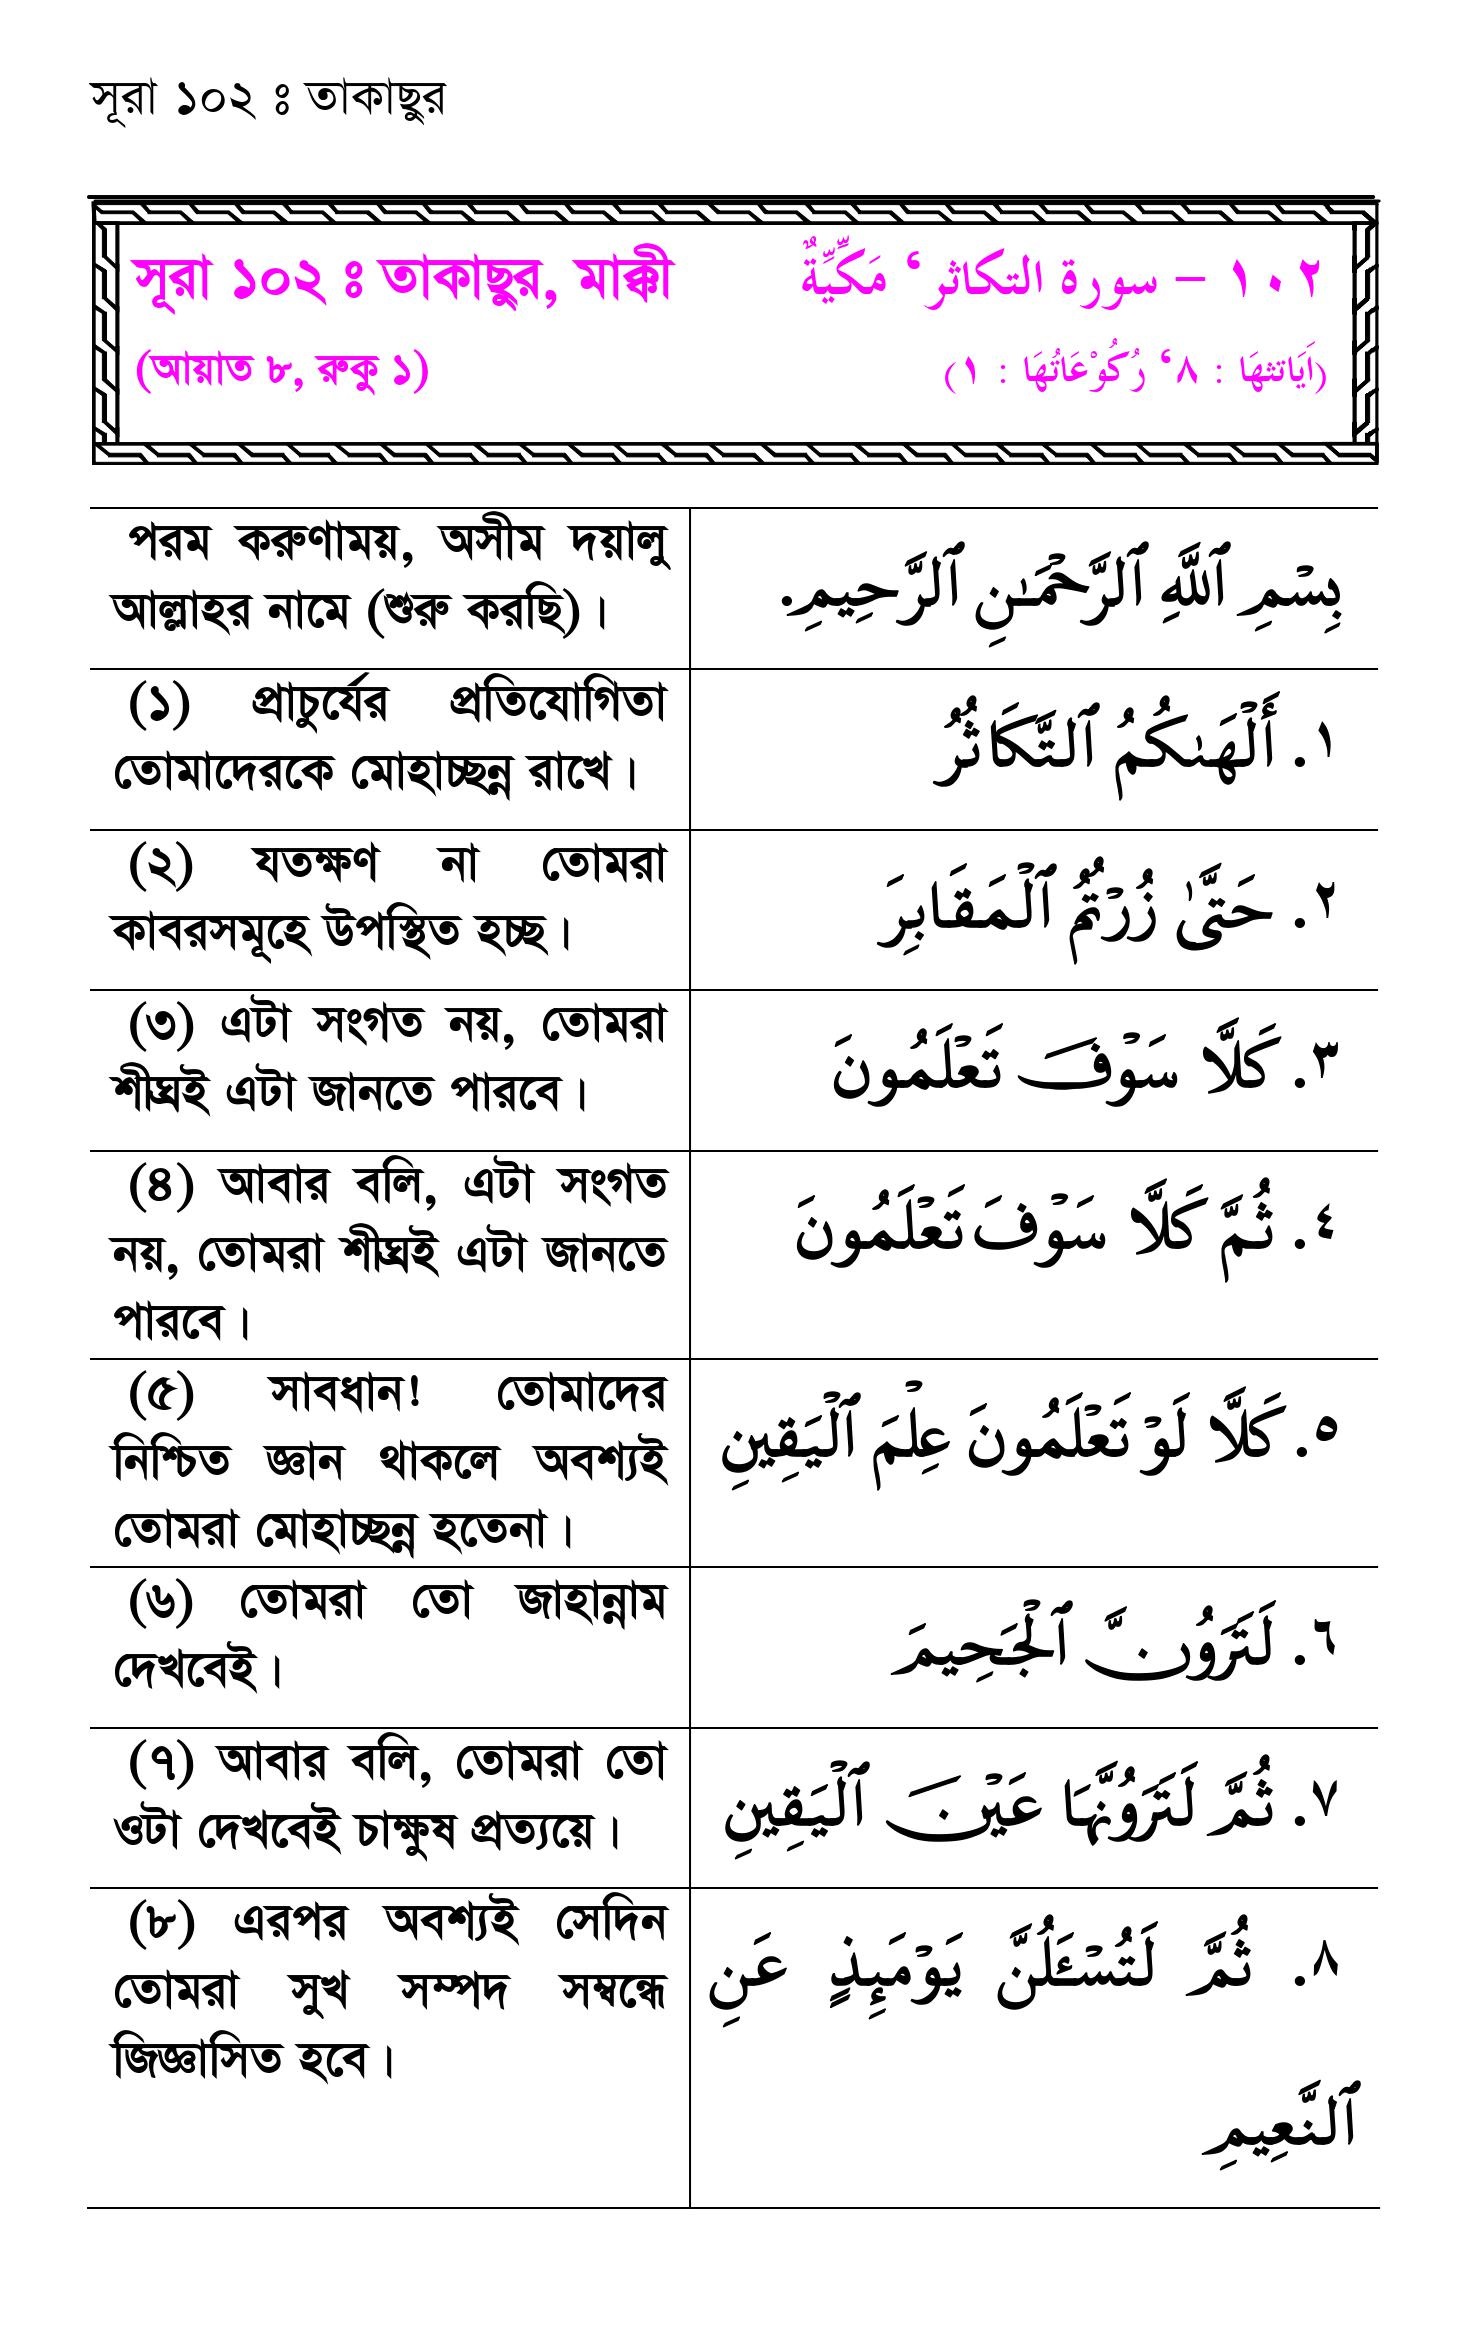 সূরা ১০২ ঃ তাকাছুর
সূরা ১০২ ঃ তাকাছুর, মাক্কী
١٠٢ – سورة التكاثر ‘ مَكِّيِّةٌ
(আয়াত ৮, রুকু ১)
(اَيَاتثهَا : ٨‘ رُكُوْعَاتُهَا : ١)
পরম করুণাময়, অসীম দয়ালু
আল্লাহর নামে (শুরু করছি)।
بِسْمِ ٱللَّهِ ٱلرَّحْمَـٰنِ ٱلرَّحِيمِ.
(১) প্রাচুর্যের প্রতিযোগিতা
তোমাদেরকে মোহাচ্ছন্ন রাখে।
١. أَلْهَىٰكُمُ ٱلتَّكَاثُرُ
(২) যতক্ষণ না তোমরা
কাবরসমূহে উপস্থিত হচ্ছ।
٢. حَتَّىٰ زُرْتُمُ ٱلْمَقَابِرَ
(৩) এটা সংগত নয়, তোমরা
শীঘ্রই এটা জানতে পারবে।
٣. كَلَّا سَوْفَ تَعْلَمُونَ
(৪) আবার বলি, এটা সংগত
নয়, তোমরা শীঘ্রই এটা জানতে
পারবে।
٤. ثُمَّ كَلَّا سَوْفَ تَعْلَمُونَ
(৫) সাবধান! তোমাদের
নিশ্চিত জ্ঞান থাকলে অবশ্যই
তোমরা মোহাচ্ছন্ন হতেনা।
٥. كَلَّا لَوْ تَعْلَمُونَ عِلْمَ ٱلْيَقِينِ
(৬) তোমরা তো জাহান্নাম
দেখবেই।
٦. لَتَرَوُنَّ ٱلْجَحِيمَ
(৭) আবার বলি, তোমরা তো
ওটা দেখবেই চাক্ষুষ প্রত্যয়ে।
٧. ثُمَّ لَتَرَوُنَّهَا عَيْنَ ٱلْيَقِينِ
(৮) এরপর অবশ্যই সেদিন
তোমরা সুখ সম্পদ সম্বন্ধে
জিজ্ঞাসিত হবে।
٨. ثُمَّ لَتُسْـَٔلُنَّ يَوْمَئِذٍ عَنِ
ٱلنَّعِيمِ